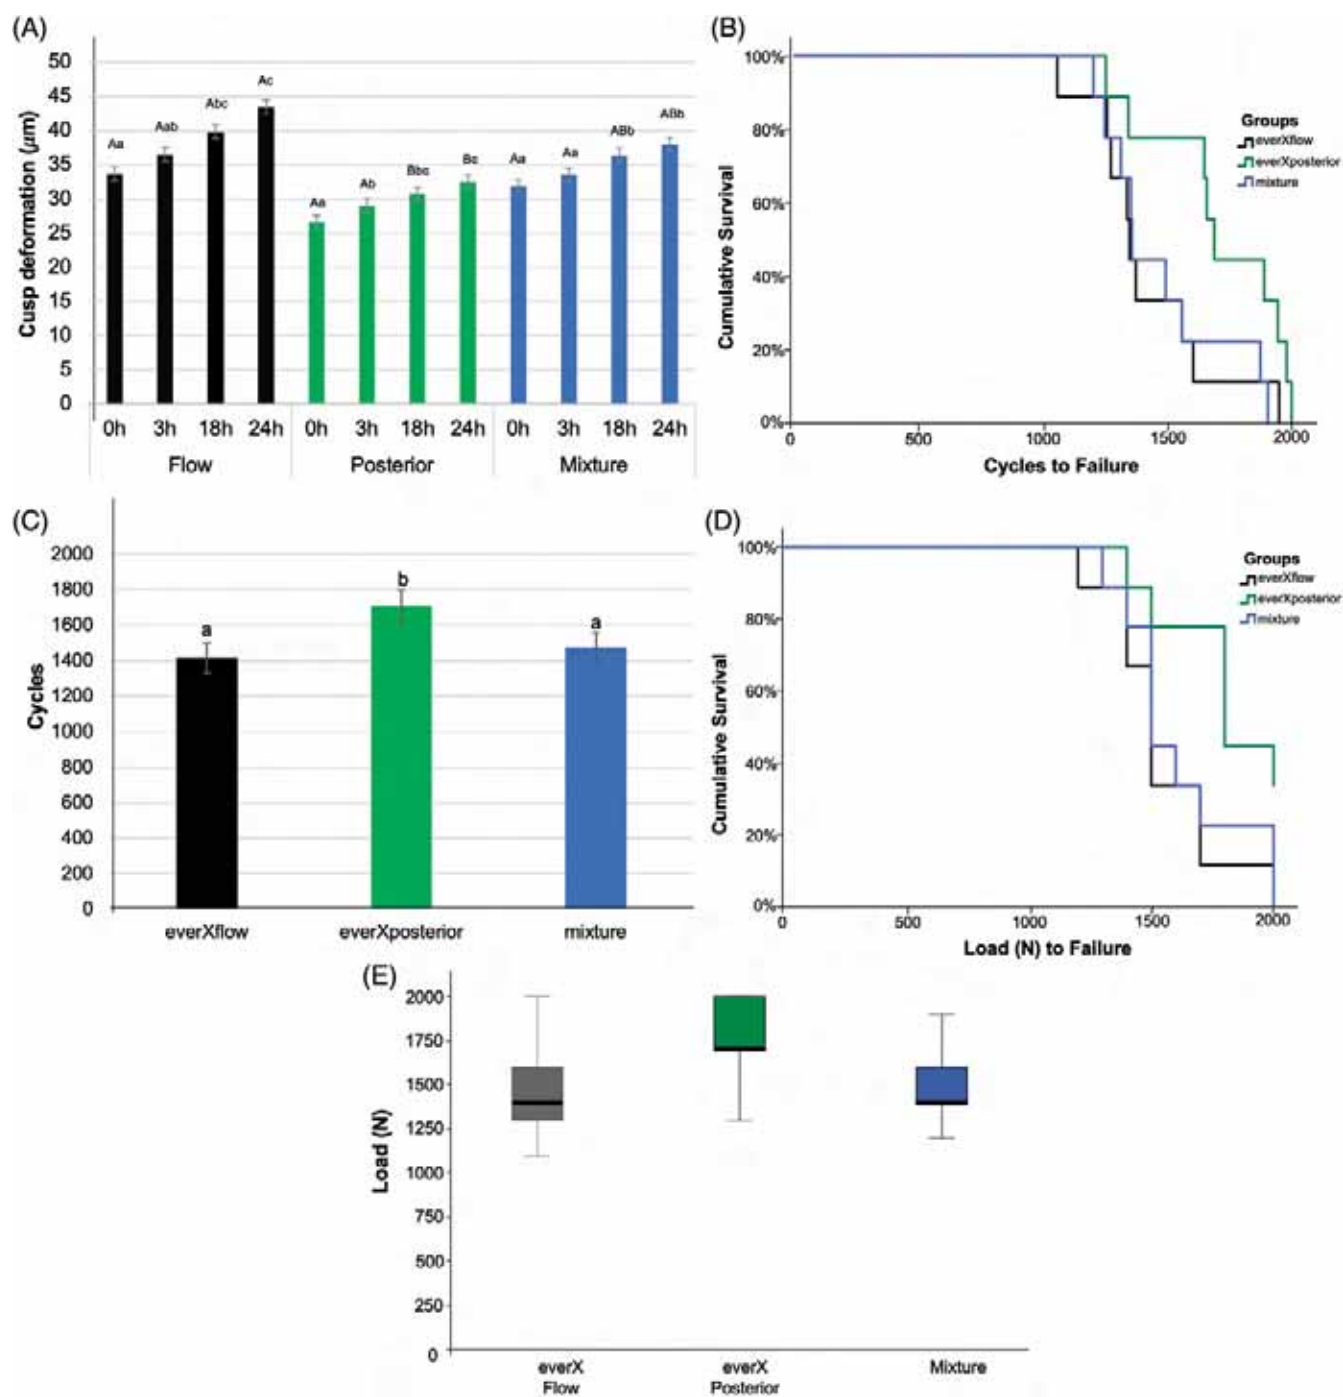 (A)
Cusp deformation (µm)
50
45
40
35
30
25
20
15
10
5
0
Aa Aab Abc Ac
Aa Ab Bbc Bc
Aa Aa ABb ABb
0h 3h 18h 24h 0h 3h 18h 24h 0h 3h 18h 24h
Flow Posterior Mixture
(B)
Cumulative Survival
100%
80%
60%
40%
20%
0%
0 500 1000 1500 2000
Cycles to Failure
Groups
everXflow
everXposterior
mixture
(C)
Cycles
2000
1800
1600
1400
1200
1000
800
600
400
200
0
a b a
everXflow everXposterior mixture
(D)
Cumulative Survival
100%
80%
60%
40%
20%
0%
0 500 1000 1500 2000
Load (N) to Failure
Groups
everXflow
everXposterior
mixture
(E)
Load (N)
2000
1750
1500
1250
1000
750
500
250
0
everX everX Mixture
Flow Posterior